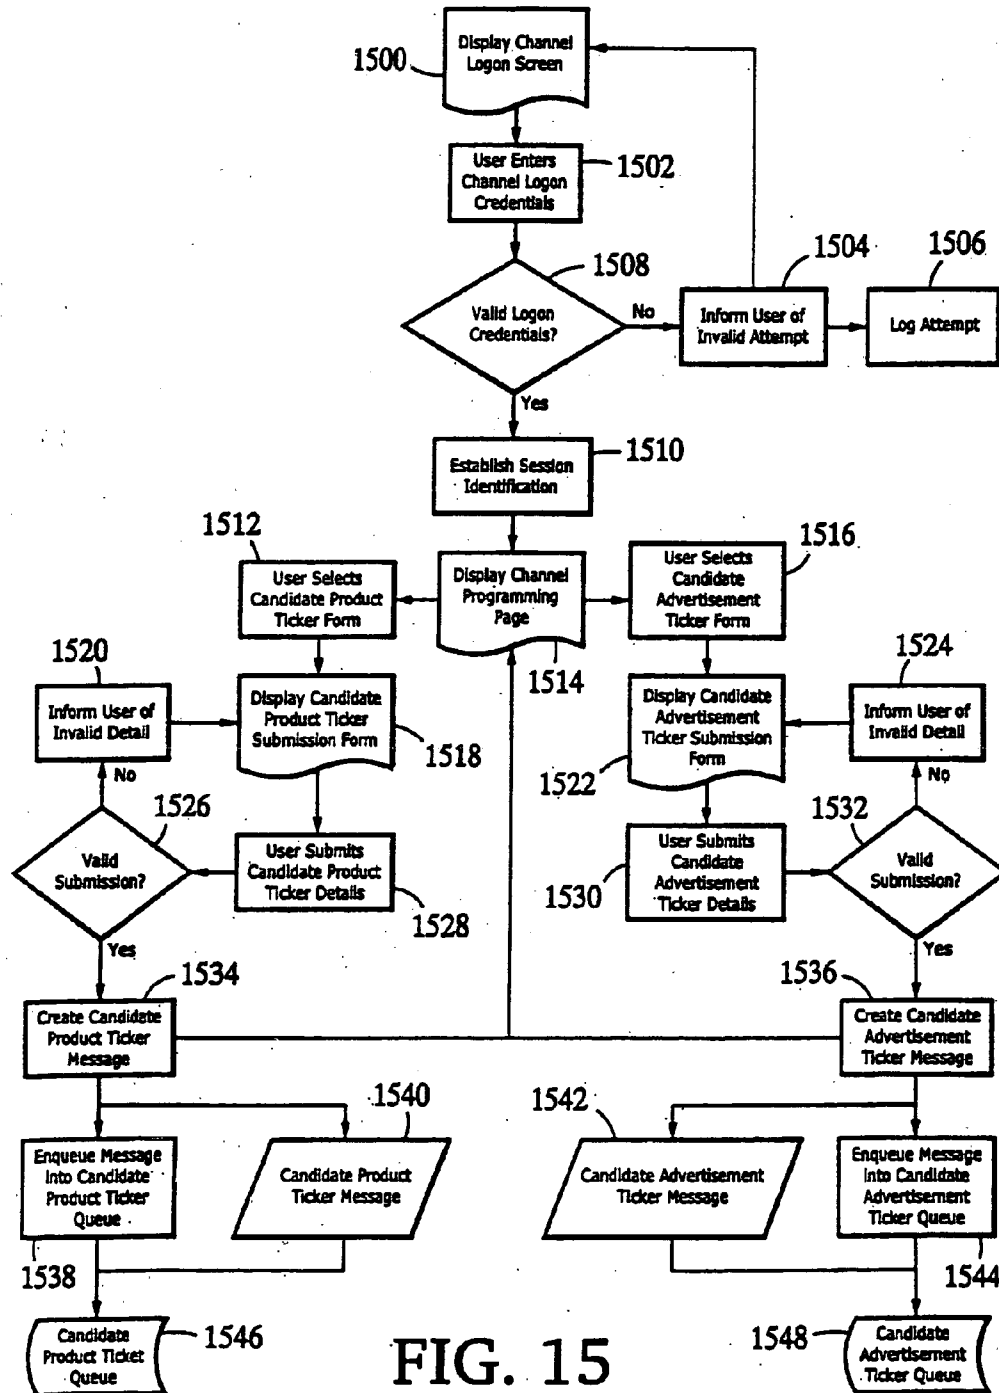 Display Channel
Logon Screen
1500
User Enters
Channel Logon
Credentials
1502
1508
Valid Logon
Credentials?
No
1504
Inform User of
Invalid Attempt
1506
Log Attempt
Yes
Establish Session
Identification
1510
1512
User Selects
Candidate Product
Ticker Form
Display Channel
Programming
Page
1514
1516
User Selects
Candidate
Advertisement
Ticker Form
1520
Inform User of
Invalid Detail
Display Candidate
Product Ticker
Submission Form
1518
Display Candidate
Advertisement
Ticker Submission
Form
1522
1524
Inform User of
Invalid Detail
No
1526
Valid
Submission?
User Submits
Candidate Product
Ticker Details
1528
User Submits
Candidate
Advertisement
Ticker Details
1530
No
1532
Valid
Submission?
Yes
1534
Create Candidate
Product Ticker
Message
Yes
1536
Create Candidate
Advertisement
Ticker Message
1540
Enqueue Message
into Candidate
Product Ticker
Queue
1538
Candidate Product
Ticker Message
1542
Candidate Advertisement
Ticker Message
Enqueue Message
into Candidate
Advertisement
Ticker Queue
1544
Candidate
Product Ticket
Queue
1546
FIG. 15
1548
Candidate
Advertisement
Ticker Queue